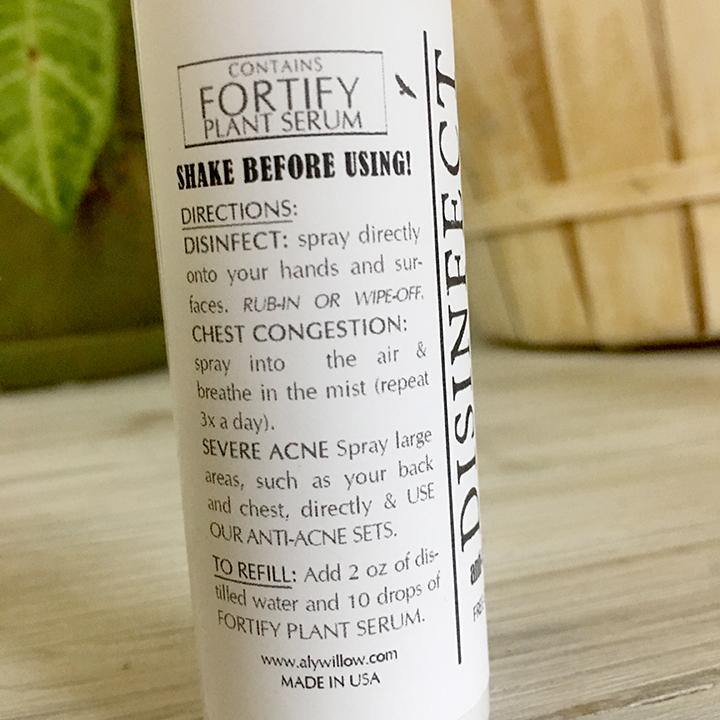 CONTAINS
FORTIFY
PLANT SERUM
SHAKE BEFORE USING!
DIRECTIONS:
DISINFECT: spray directly
onto your hands and sur-
faces. RUB-IN OR WIPE-OFF.
CHEST CONGESTION:
spray into the air &
breathe in the mist (repeat
3x a day).
SEVERE ACNE Spray large
areas, such as your back
and chest, directly & USE
OUR ANTI-ACNE SETS.
TO REFILL: Add 2 oz of dis-
tilled water and 10 drops of
FORTIFY PLANT SERUM.
www.alywillow.com
MADE IN USA
DISINFECT